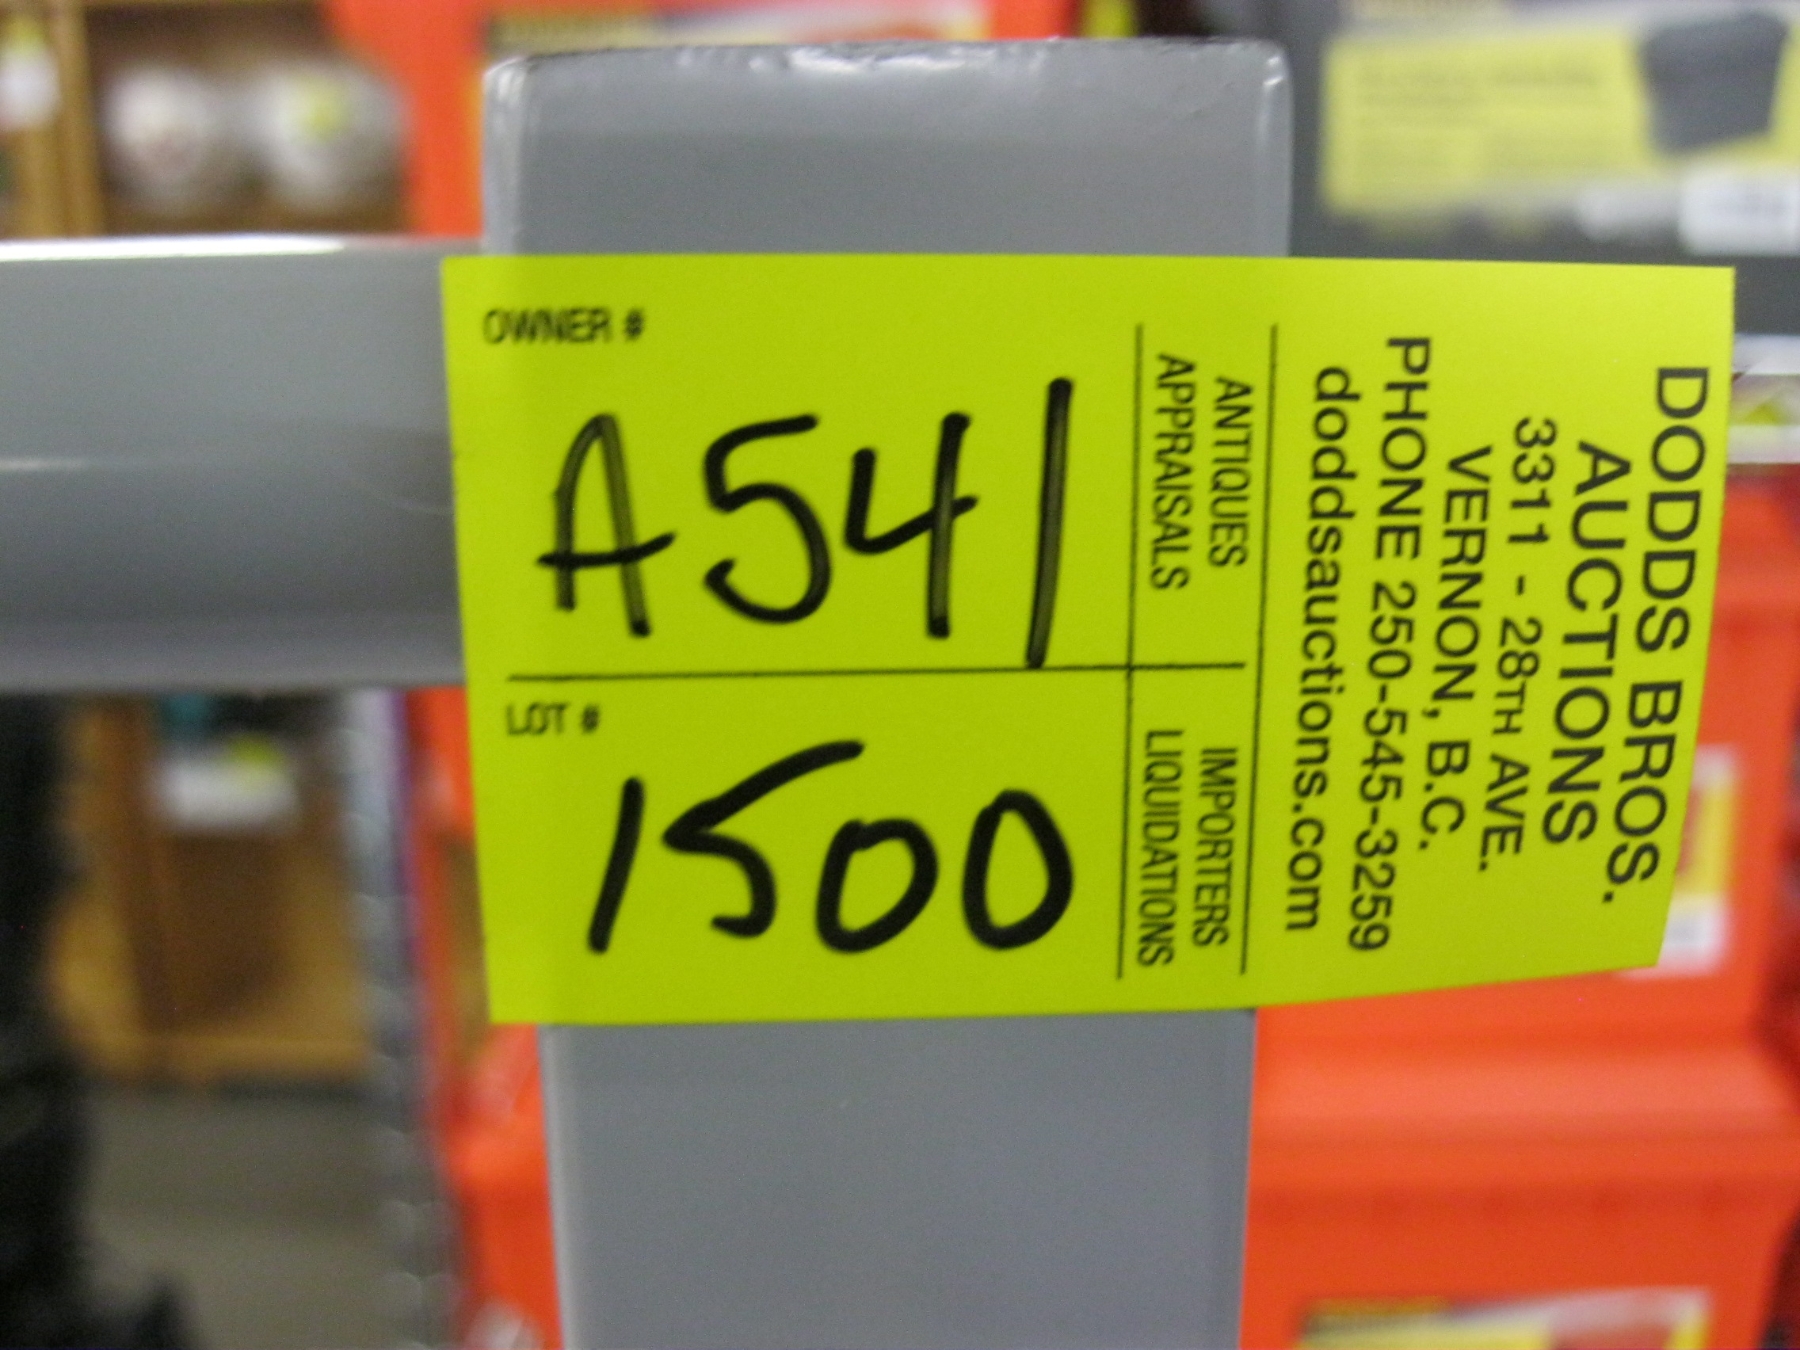 OWNER #
A541
LOT #
1500
ANTIQUES
APPRAISALS
IMPORTERS
LIQUIDATIONS
DODDS BROS.
AUCTIONS
3311 - 28TH AVE.
VERNON, B.C.
PHONE 250-545-3259
doddsauctions.com